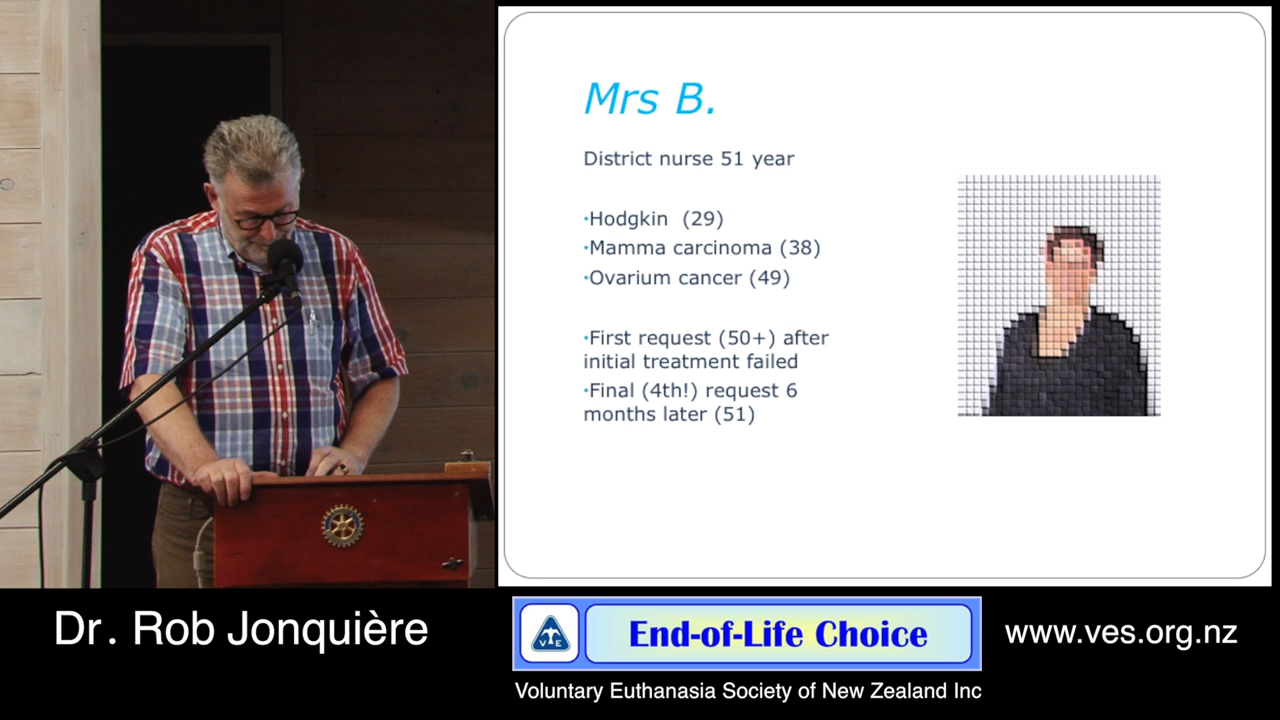 Mrs B.
District nurse 51 year
•Hodgkin (29)
•Mamma carcinoma (38)
•Ovarium cancer (49)
•First request (50+) after
initial treatment failed
•Final (4th!) request 6
months later (51)
Dr. Rob Jonquière
V E
End-of-Life Choice
www.ves.org.nz
Voluntary Euthanasia Society of New Zealand Inc